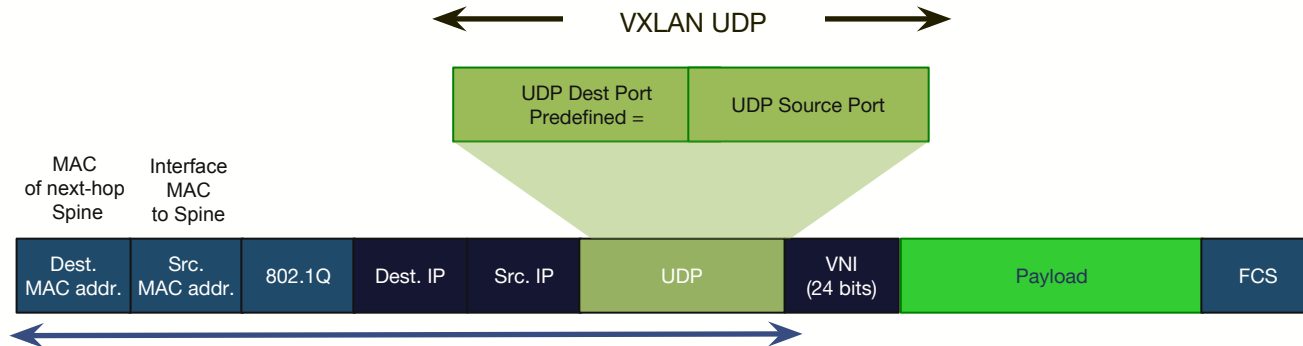 VXLAN UDP
UDP Dest Port
Predefined =
UDP Source Port
MAC
of next-hop
Spine
Interface
MAC
to Spine
Dest.
MAC addr.
Src.
MAC addr.
802.1Q
Dest. IP
Src. IP
UDP
VNI
(24 bits)
Payload
FCS